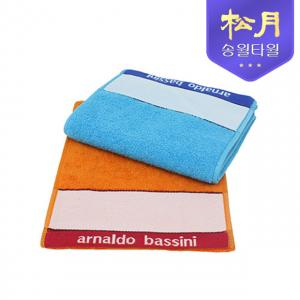 松月
송월타월
arnaldo bassini
arnaldo bassini